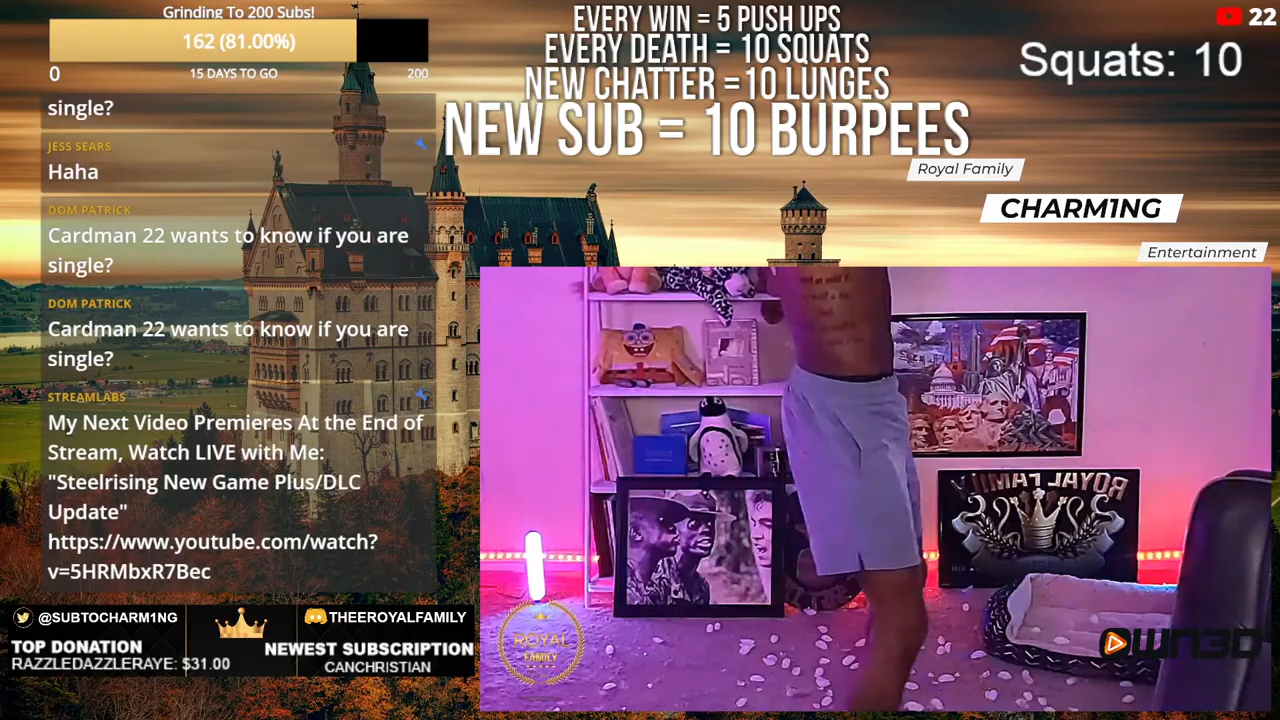 Grinding To 200 Subs!
162 (81.00%)
0
15 DAYS TO GO
200
single?
JESS SEARS
Haha
DOM PATRICK
Cardman 22 wants to know if you are
single?
DOM PATRICK
Cardman 22 wants to know if you are
single?
STREAMLABS
My Next Video Premieres At the End of
Stream, Watch LIVE with Me:
"Steelrising New Game Plus/DLC
Update"
https://www.youtube.com/watch?
v=5HRMbxR7Bec
@SUBTOCHARM1NG
THEEROYALFAMILY
TOP DONATION
RAZZLEDAZZLERAYE: $31.00
NEWEST SUBSCRIPTION
CANCHRISTIAN
EVERY WIN = 5 PUSH UPS
EVERY DEATH = 10 SQUATS
NEW CHATTER =10 LUNGES
NEW SUB = 10 BURPEES
22
Squats: 10
Royal Family
CHARM1NG
Entertainment
ROYAL FAMILY
ROYAL
FAMILY
OWN3D